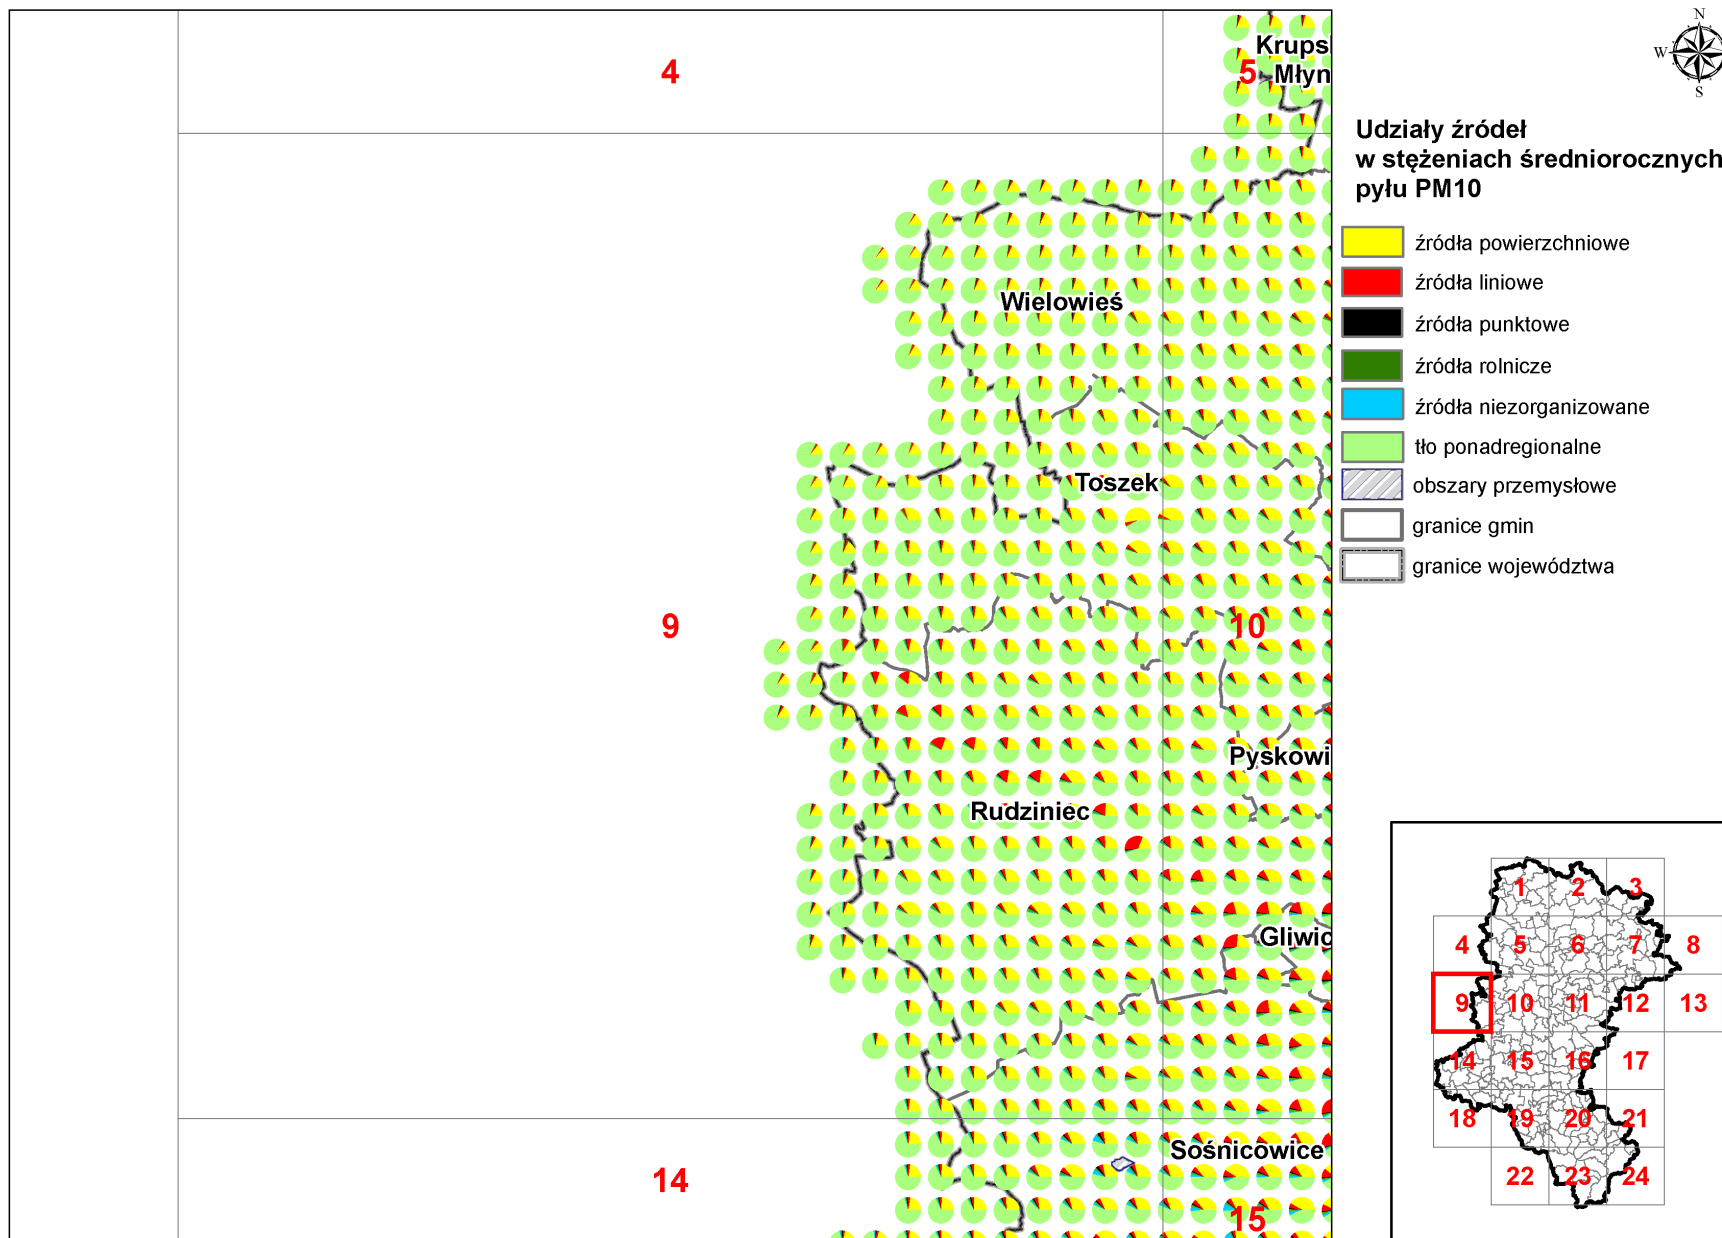 4
5
Krups
Młyn
N
W
S
Udziały źródeł
w stężeniach średniorocznych
pyłu PM10
źródła powierzchniowe
źródła liniowe
źródła punktowe
źródła rolnicze
źródła niezorganizowane
tło ponadregionalne
obszary przemysłowe
granice gmin
granice województwa
Wielowieś
Toszek
9
10
Pyskowi
Rudziniec
Gliwic
14
Sośnicowice
15
1 2 3
4 5 6 7 8
9 10 11 12 13
14 15 16 17
18 19 20 21
22 23 24